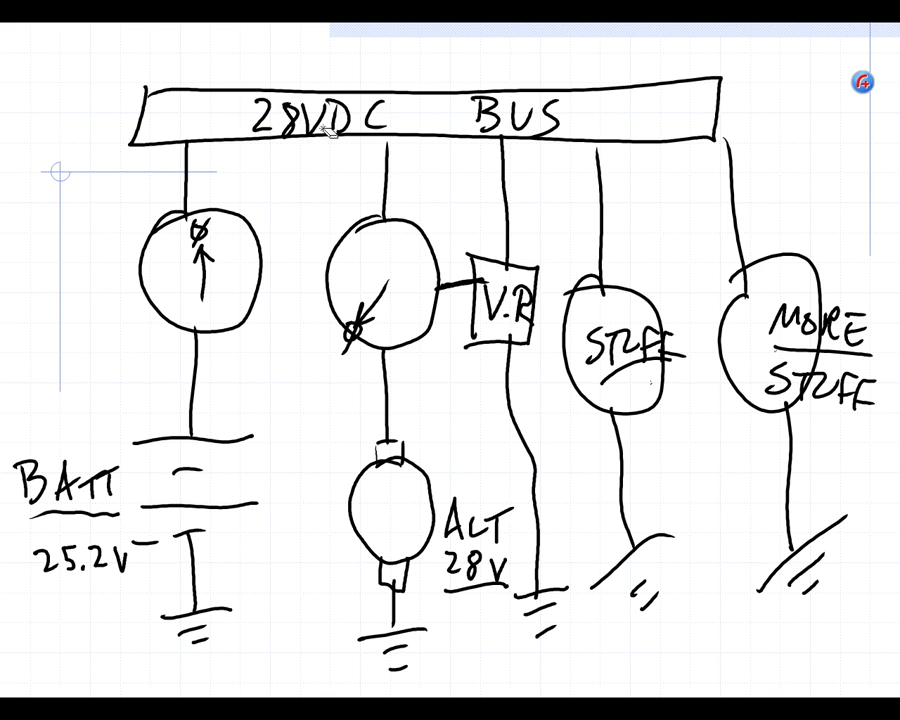 28VDC BUS
V.R
STUFF
MORE
STUFF
BATT
25.2V
ALT
28V